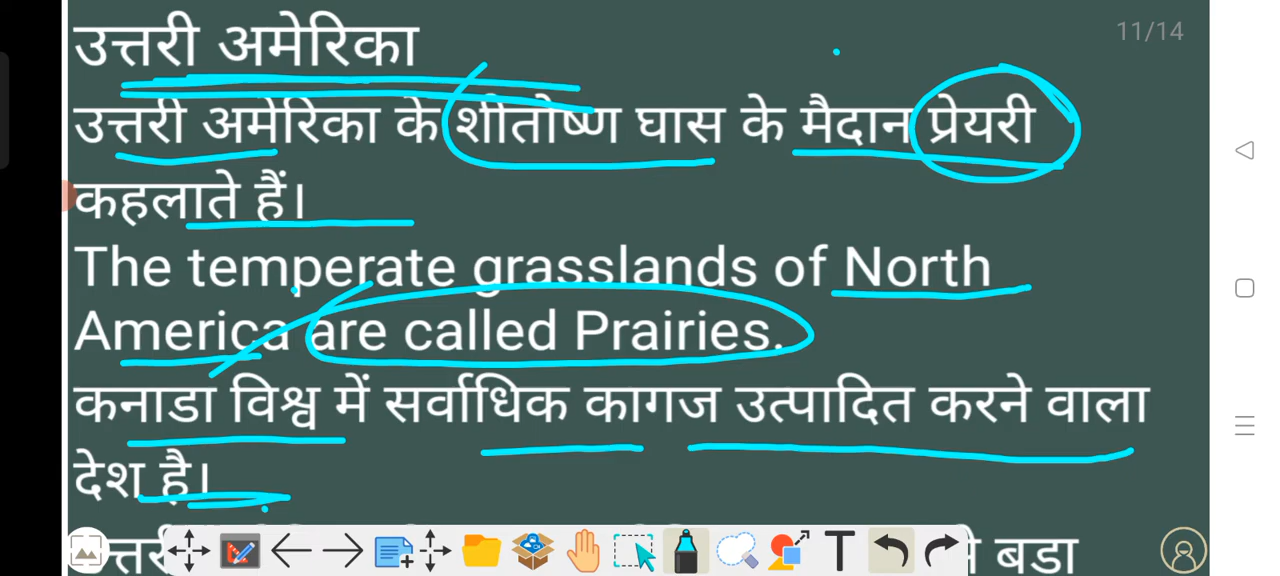 11/14
उत्तरी अमेरिका
उत्तरी अमेरिका के शीतोष्ण घास के मैदान प्रेयरी
कहलाते हैं।
The temperate grasslands of North
America are called Prairies.
कनाडा विश्व में सर्वाधिक कागज उत्पादित करने वाला
देश है।
बडा
T